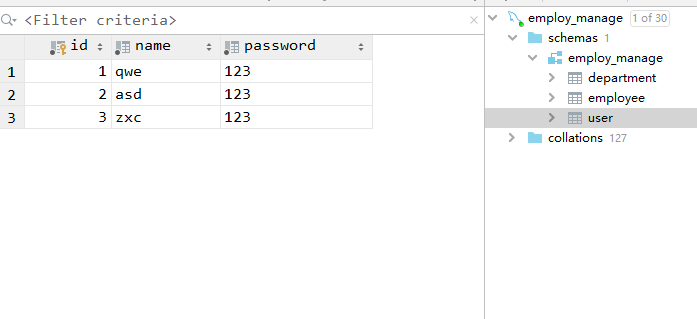 <Filter criteria>
id name password
1 1 qwe 123
2 2 asd 123
3 3 zxc 123
employ_manage 1 of 30
schemas 1
employ_manage
department
employee
user
collations 127